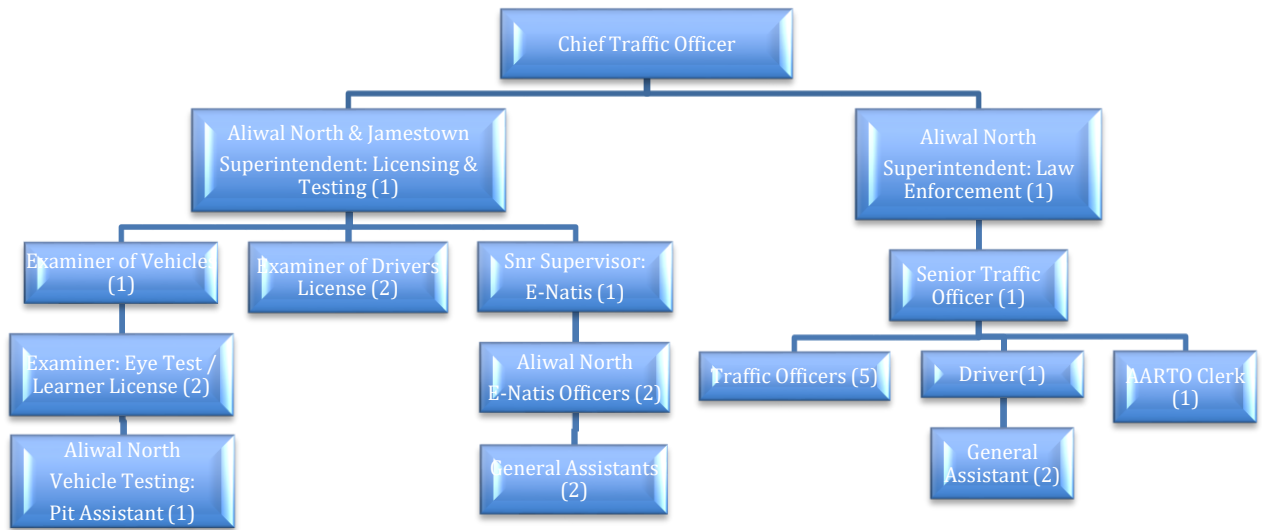 Chief Traffic Officer
Aliwal North & Jamestown
Superintendent: Licensing &
Testing (1)
Aliwal North
Superintendent: Law
Enforcement (1)
Examiner of Vehicle
(1)
Examiner of Drivers
License (2)
Snr Supervisor:
E-Natis (1)
Senior Traffic
Officer (1)
Examiner: Eye Test /
Learner License (2)
Aliwal North
E-Natis Officers (2)
Traffic Officers (5)
Driver(1)
AARTO Clerk
(1)
Aliwal North
Vehicle Testing:
Pit Assistant (1)
General Assistants
(2)
General
Assistant (2)